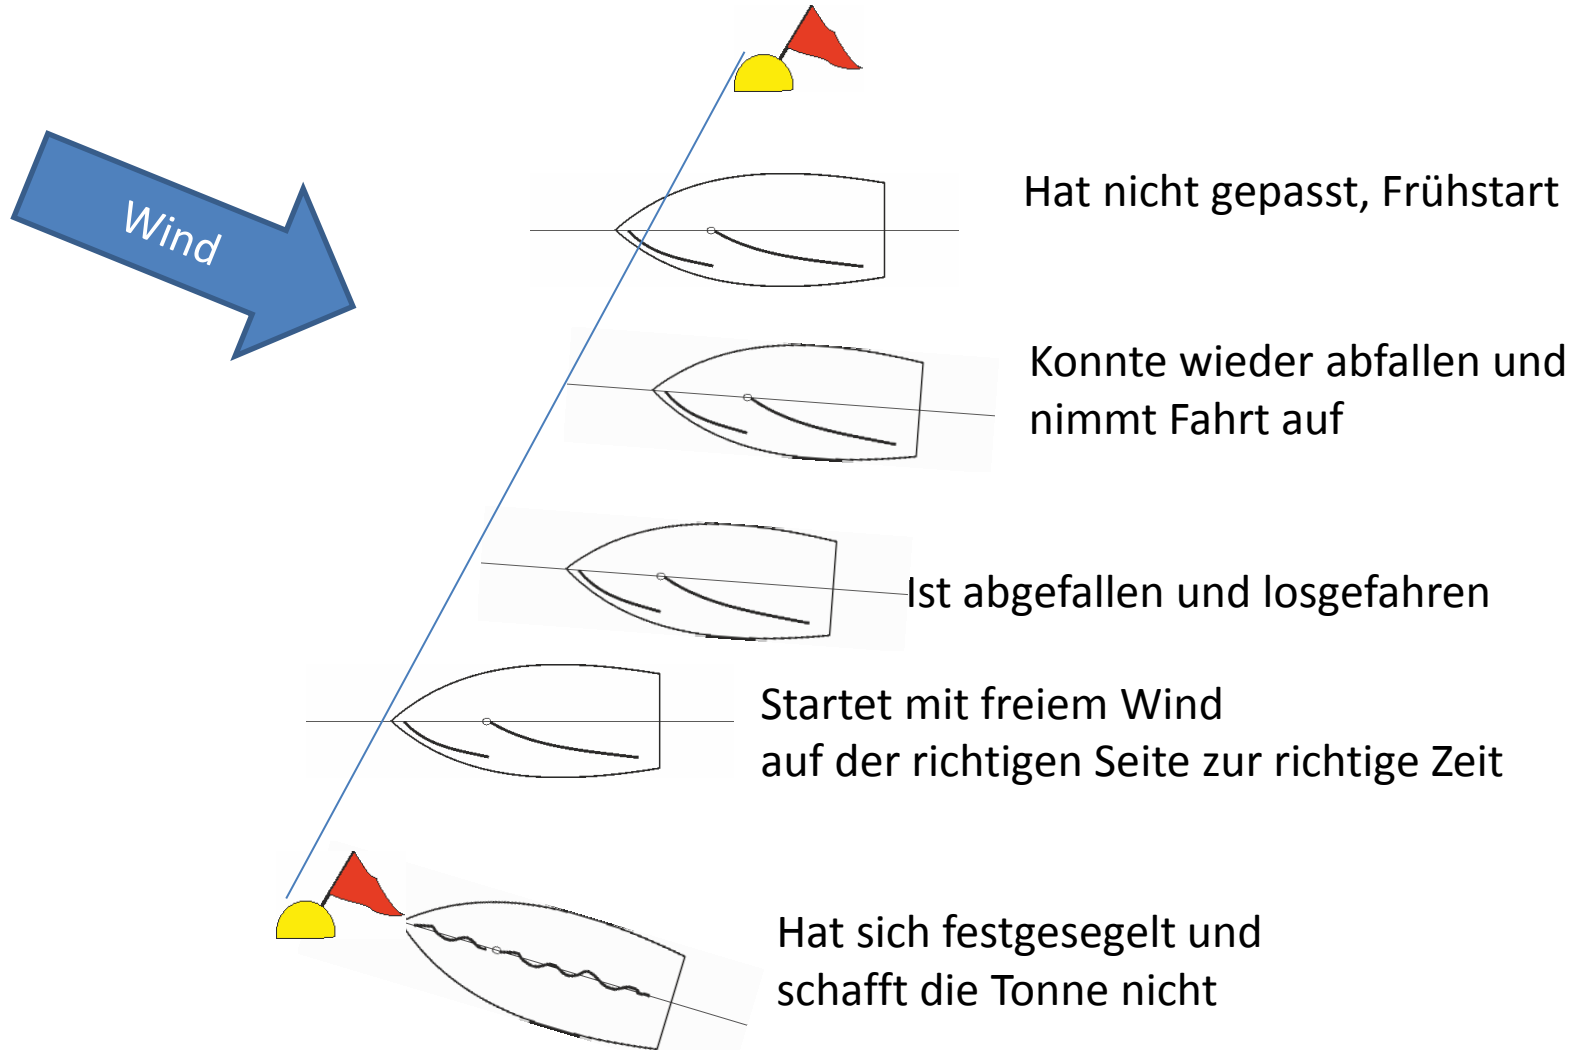 Wind
Hat nicht gepasst, Frühstart
Konnte wieder abfallen und
nimmt Fahrt auf
Ist abgefallen und losgefahren
Startet mit freiem Wind
auf der richtigen Seite zur richtige Zeit
Hat sich festgesegelt und
schafft die Tonne nicht